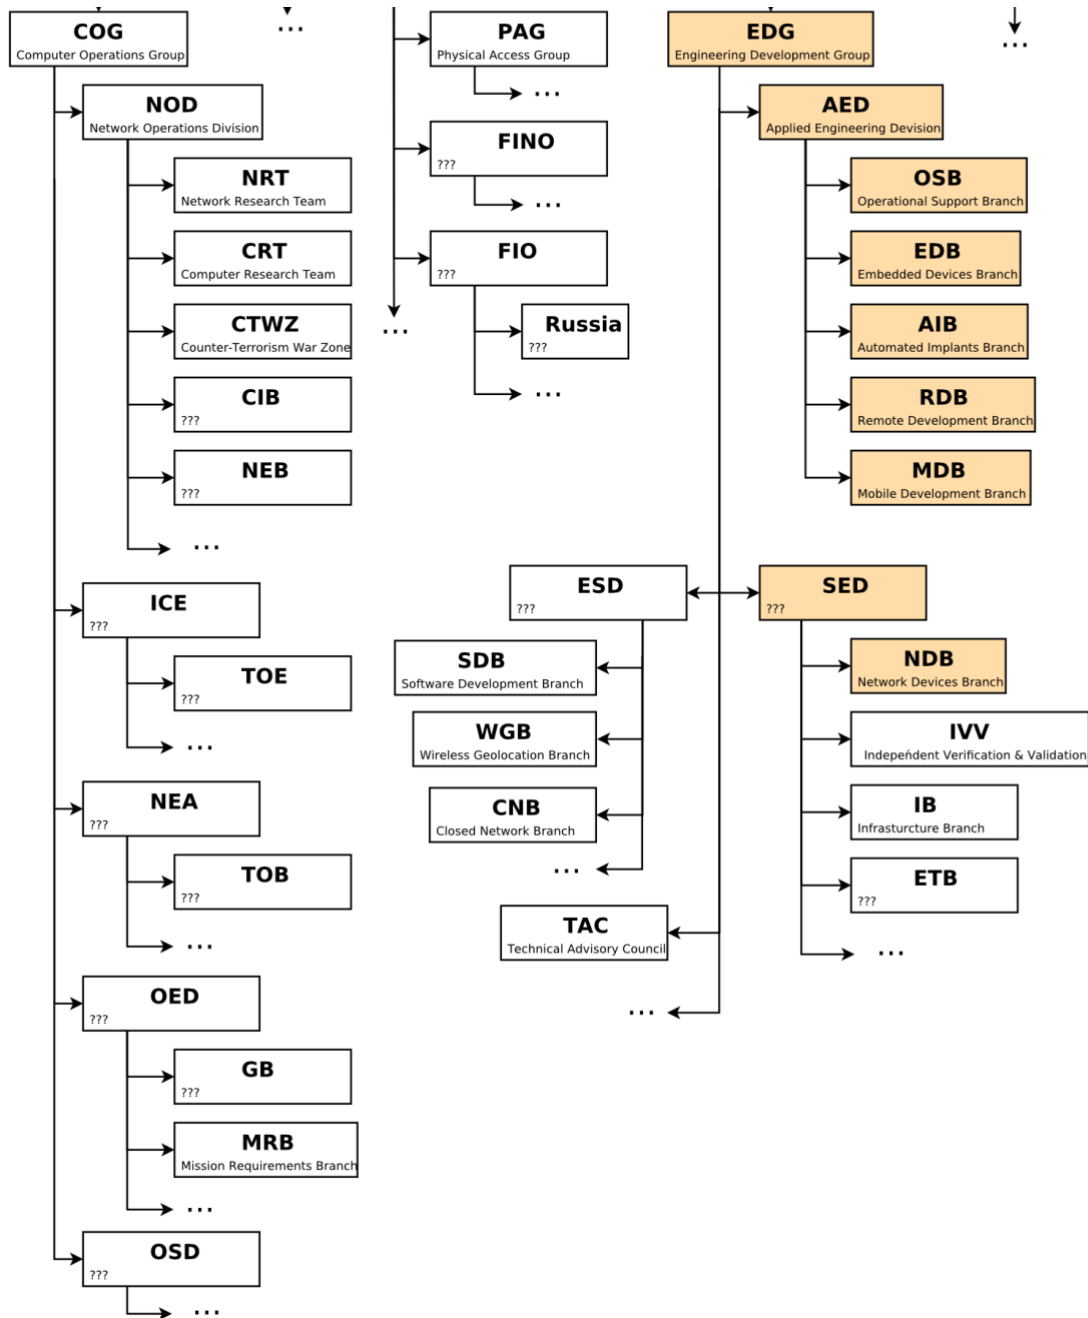 COG
Computer Operations Group
...
NOD
Network Operations Division
NRT
Network Research Team
CRT
Computer Research Team
CTWZ
Counter-Terrorism War Zone
CIB
???
NEB
???
...
ICE
???
TOE
???
...
NEA
???
TOB
???
...
OED
???
GB
???
MRB
Mission Requirements Branch
...
OSD
???
...
PAG
Physical Access Group
...
FINO
???
...
FIO
???
Russia
???
...
...
EDG
Engineering Development Group
...
AED
Applied Engineering Devision
OSB
Operational Support Branch
EDB
Embedded Devices Branch
AIB
Automated Implants Branch
RDB
Remote Development Branch
MDB
Mobile Development Branch
ESD
???
SDB
Software Development Branch
WGB
Wireless Geolocation Branch
CNB
Closed Network Branch
...
SED
???
NDB
Network Devices Branch
IVV
Indepeńdent Verification & Validation
IB
Infrasturcture Branch
ETB
???
...
TAC
Technical Advisory Council
...